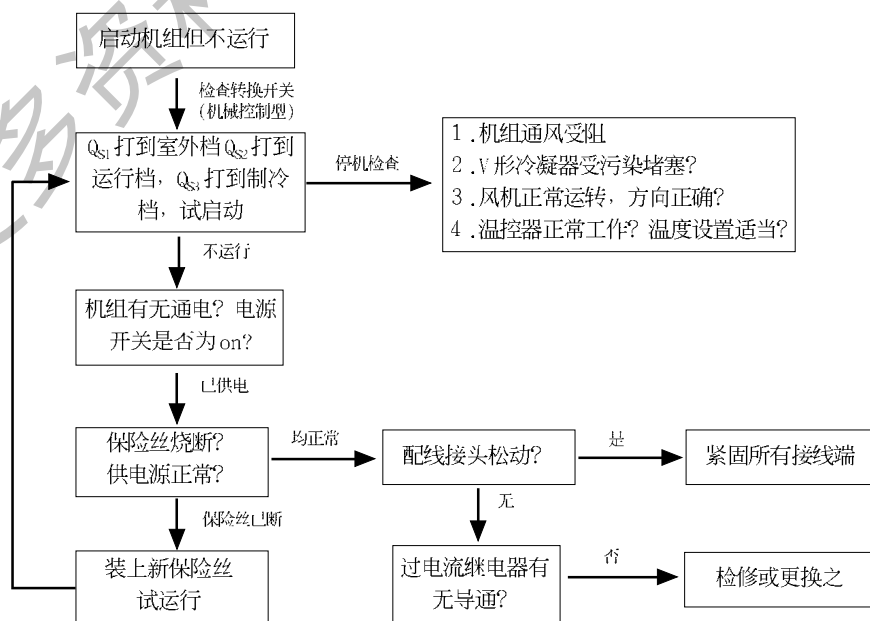 启动机组但不运行
检查转换开关
(机械控制型)
QS1打到室外档QS2打到
运行档，QS3打到制冷
档，试启动
停机检查
1.机组通风受阻
2.V形冷凝器受污染堵塞？
3.风机正常运转，方向正确？
4.温控器正常工作？温度设置适当？
不运行
机组有无通电？电源
开关是否为on？
已供电
保险丝烧断？
供电源正常？
均正常
配线接头松动？
是
紧固所有接线端
保险丝已断
无
装上新保险丝
试运行
过电流继电器有
无导通？
否
检修或更换之
多资料